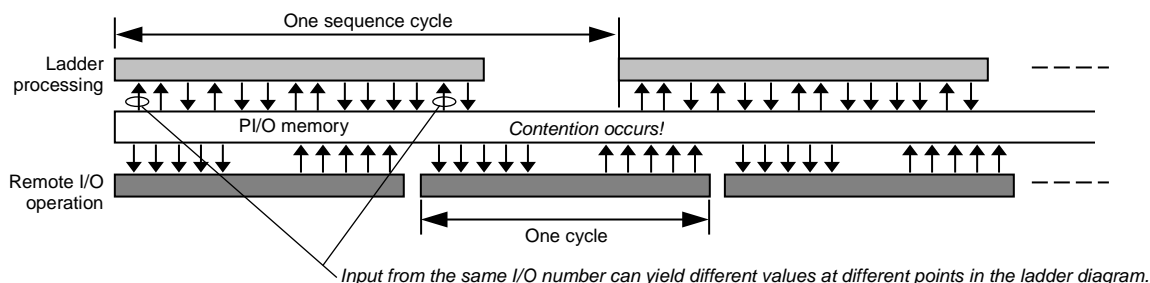 One sequence cycle
Ladder
processing
PI/O memory
Contention occurs!
Remote I/O
operation
One cycle
Input from the same I/O number can yield different values at different points in the ladder diagram.